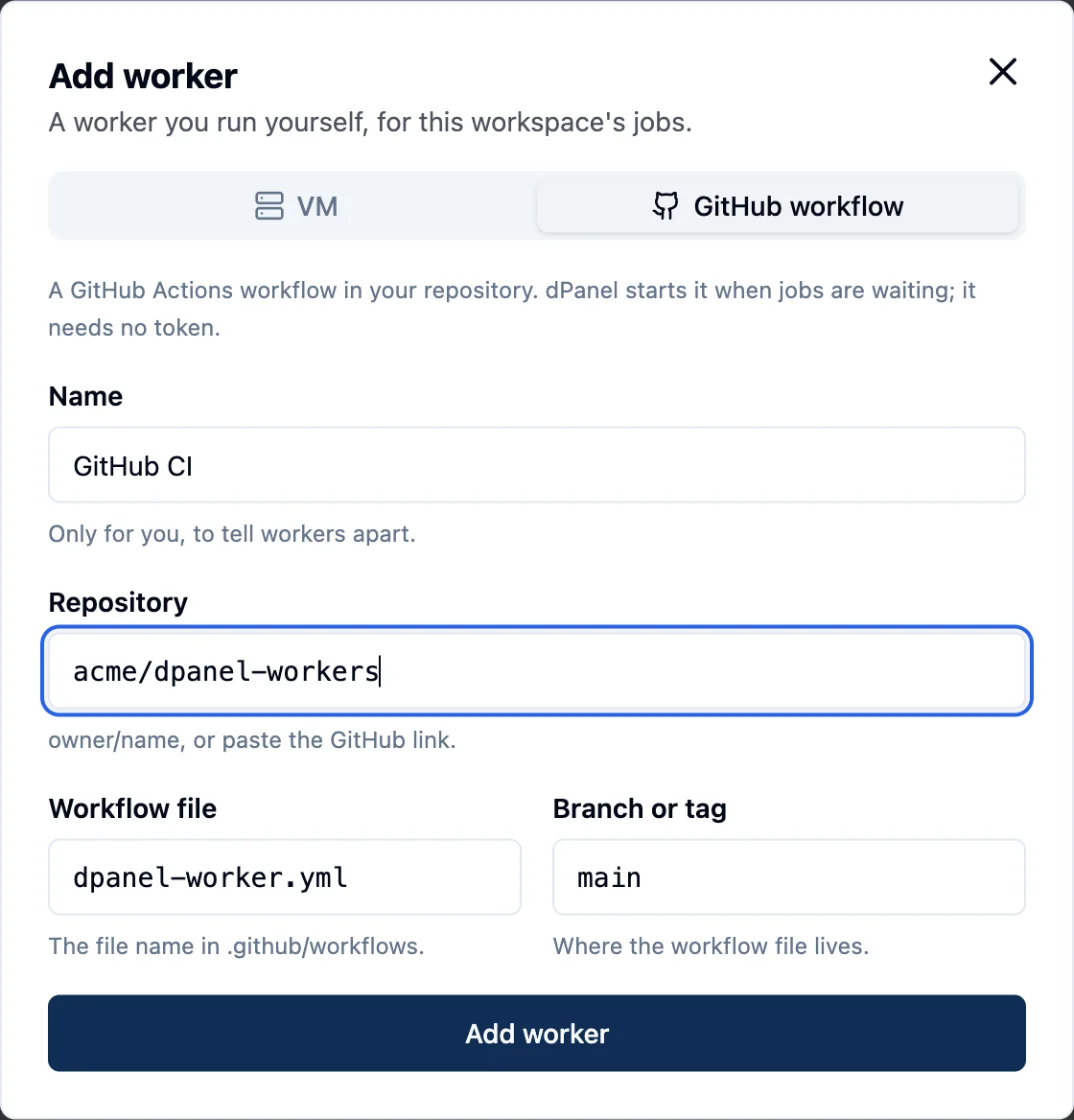 Add worker
A worker you run yourself, for this workspace's jobs.
VM
GitHub workflow
A GitHub Actions workflow in your repository. dPanel starts it when jobs are waiting; it
needs no token.
Name
GitHub CI
Only for you, to tell workers apart.
Repository
acme/dpanel-workers
owner/name, or paste the GitHub link.
Workflow file
Branch or tag
dpanel-worker.yml
main
The file name in .github/workflows.
Where the workflow file lives.
Add worker